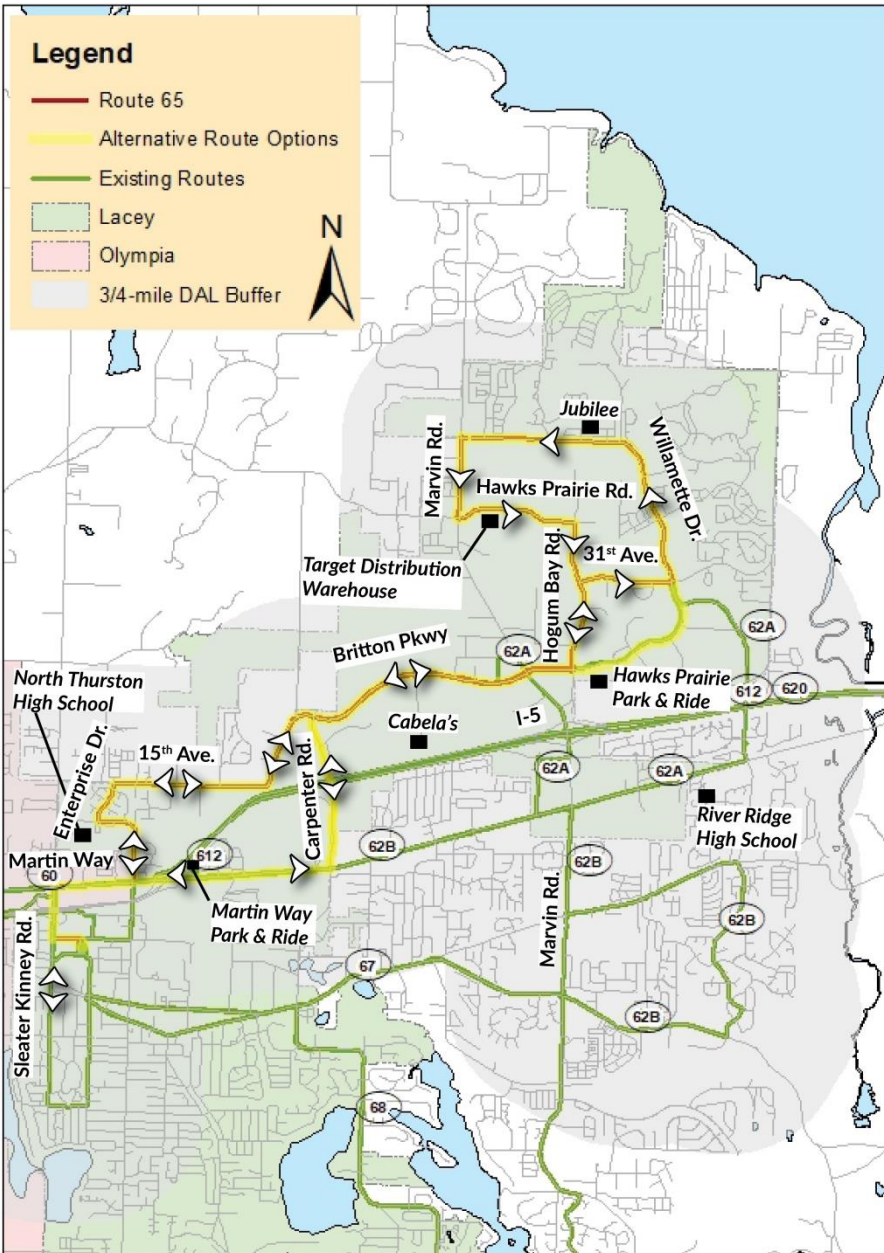 Legend
Route 65
Alternative Route Options
Existing Routes
Lacey
Olympia
3/4-mile DAL Buffer
N
Jubilee
Marvin Rd.
Willamette Dr.
Hawks Prairie Rd.
Target Distribution
Warehouse
31st Ave.
Hogum Bay Rd.
Britton Pkwy
62A
62A
North Thurston
High School
Hawks Prairie
Park & Ride
612
620
Cabela's
I-5
15th Ave.
Enterprise Dr.
Carpenter Rd.
62A
62A
River Ridge
High School
Martin Way
612
62B
62B
60
Martin Way
Park & Ride
Marvin Rd.
62B
Sleater Kinney Rd.
67
62B
68